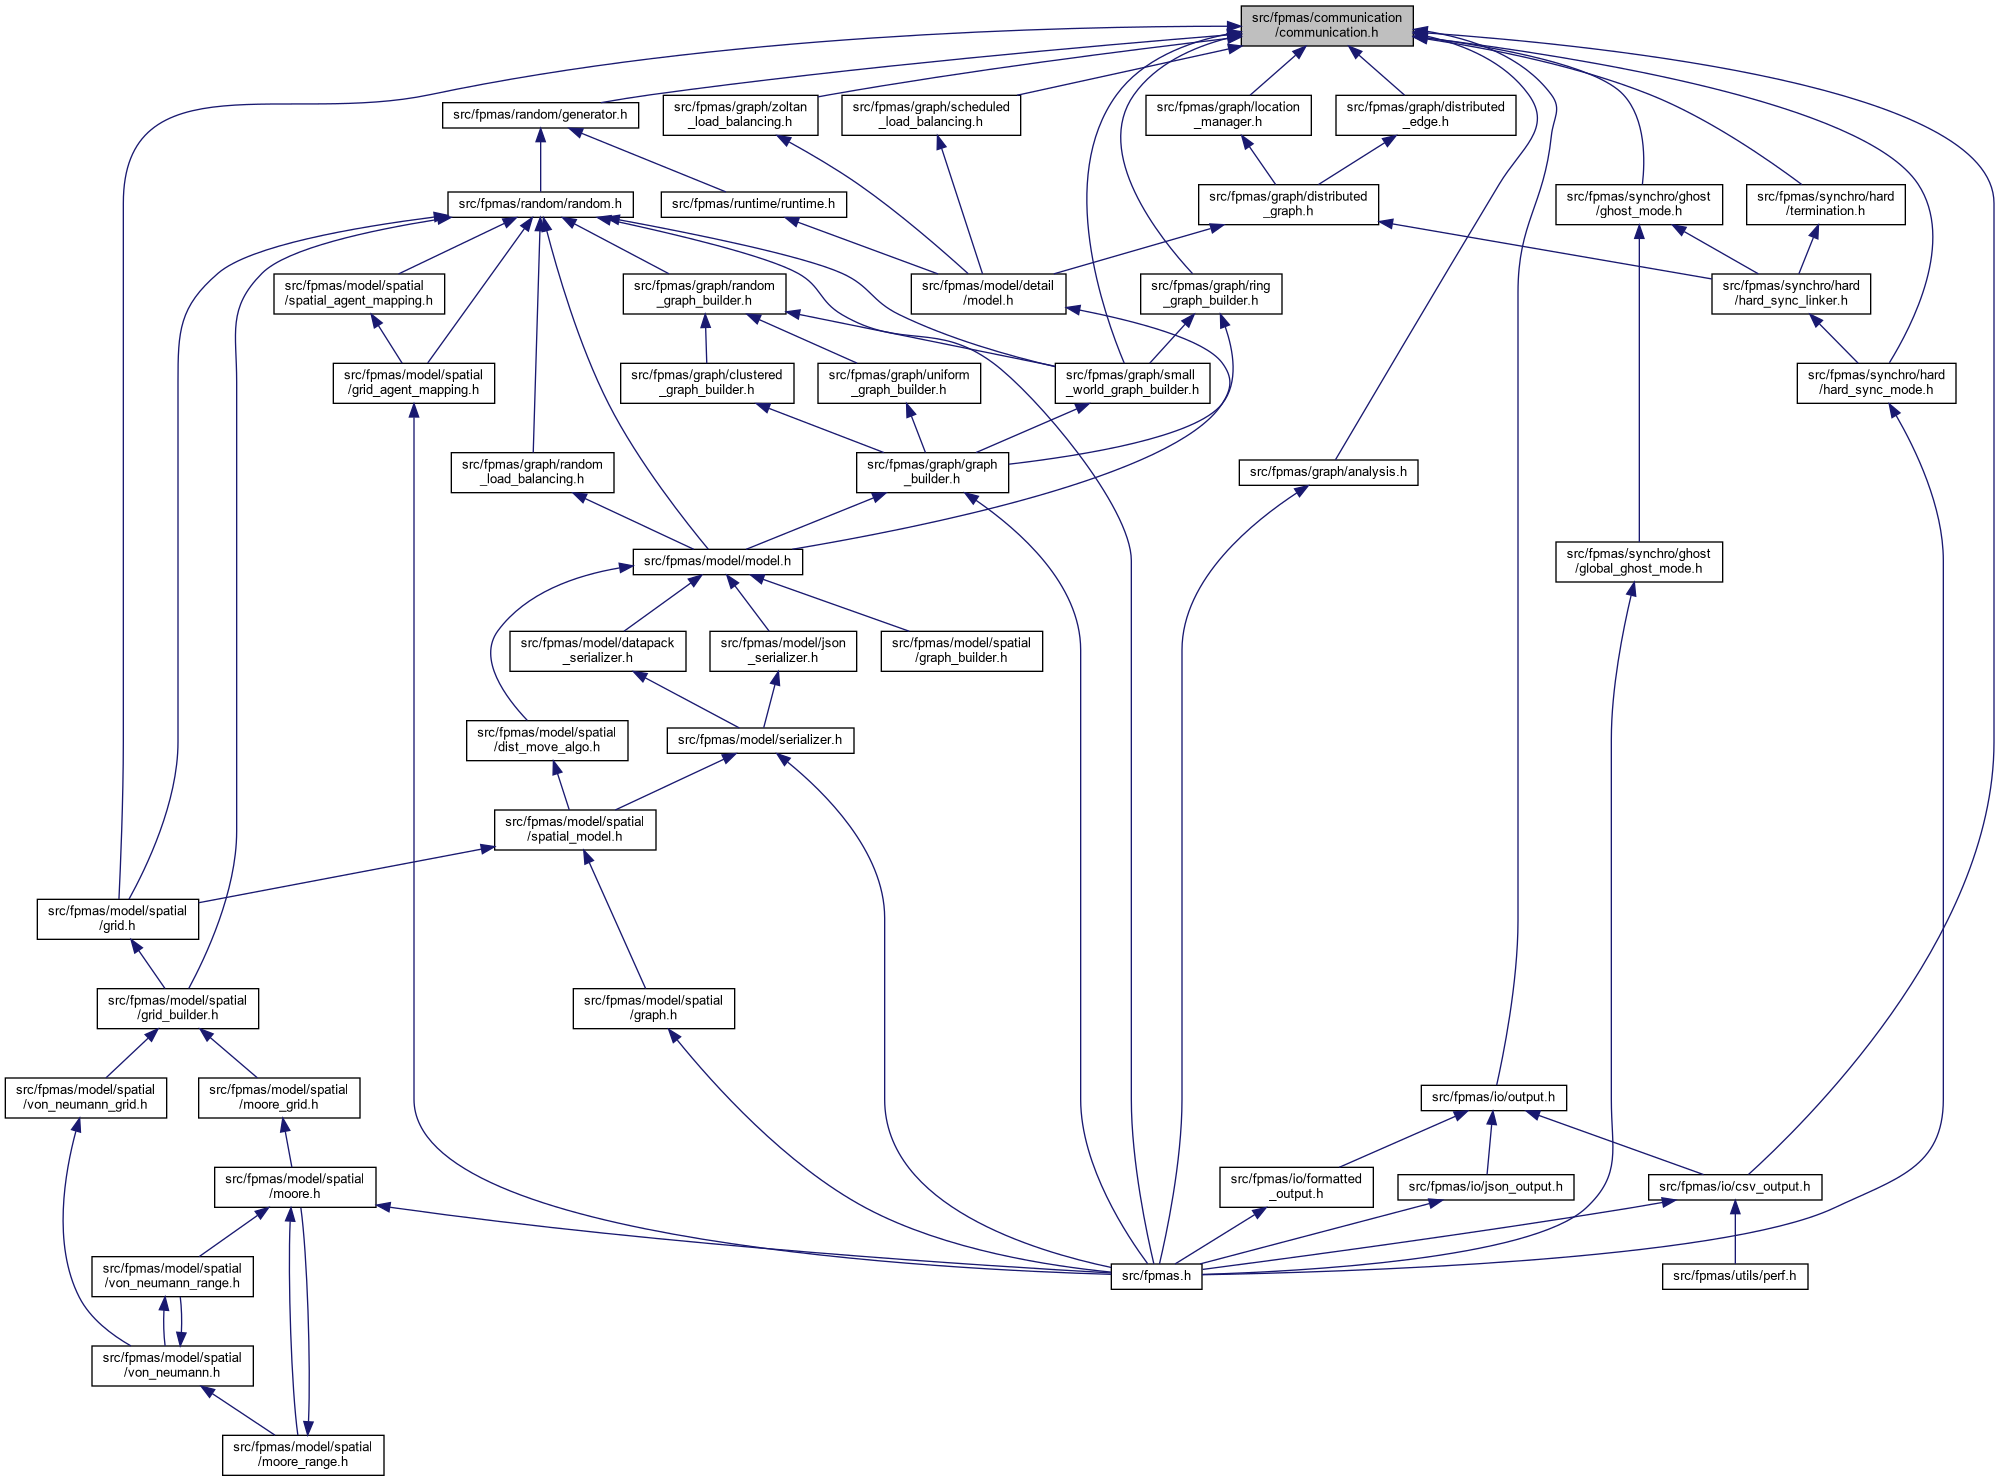 src/fpmas/communication
/communication.h
src/fpmas/graph/zoltan
_load_balancing.h
src/fpmas/graph/scheduled
_load_balancing.h
src/fpmas/graph/location
_manager.h
src/fpmas/graph/distributed
_edge.h
src/fpmas/random/generator.h
src/fpmas/random/random.h
src/fpmas/runtime/runtime.h
src/fpmas/graph/distributed
_graph.h
src/fpmas/synchro/ghost
/ghost_mode.h
src/fpmas/synchro/hard
/termination.h
src/fpmas/model/spatial
/spatial_agent_mapping.h
src/fpmas/graph/random
_graph_builder.h
src/fpmas/model/detail
/model.h
src/fpmas/graph/ring
_graph_builder.h
src/fpmas/synchro/hard
/hard_sync_linker.h
src/fpmas/model/spatial
/grid_agent_mapping.h
src/fpmas/graph/clustered
_graph_builder.h
src/fpmas/graph/uniform
_graph_builder.h
src/fpmas/graph/small
_world_graph_builder.h
src/fpmas/synchro/hard
/hard_sync_mode.h
src/fpmas/graph/random
_load_balancing.h
src/fpmas/graph/graph
_builder.h
src/fpmas/graph/analysis.h
src/fpmas/model/model.h
src/fpmas/synchro/ghost
/global_ghost_mode.h
src/fpmas/model/datapack
_serializer.h
src/fpmas/model/json
_serializer.h
src/fpmas/model/spatial
/graph_builder.h
src/fpmas/model/spatial
/dist_move_algo.h
src/fpmas/model/serializer.h
src/fpmas/model/spatial
/spatial_model.h
src/fpmas/model/spatial
/grid.h
src/fpmas/model/spatial
/grid_builder.h
src/fpmas/model/spatial
/graph.h
src/fpmas/model/spatial
/von_neumann_grid.h
src/fpmas/model/spatial
/moore_grid.h
src/fpmas/io/output.h
src/fpmas/model/spatial
/moore.h
src/fpmas/io/formatted
_output.h
src/fpmas/io/json_output.h
src/fpmas/io/csv_output.h
src/fpmas/model/spatial
/von_neumann_range.h
src/fpmas.h
src/fpmas/utils/perf.h
src/fpmas/model/spatial
/von_neumann.h
src/fpmas/model/spatial
/moore_range.h